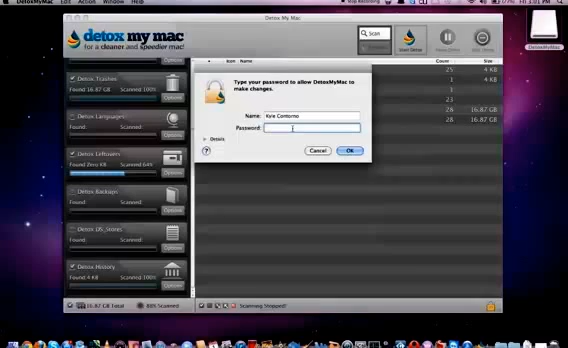 DetoxMyMac Action Window Help
Stop Recording
Detox My Mac
detox my mac
for a cleaner and speedier mac!
Scan
Start Detox
Icon Name
Count Size
Detox Trashes
Found 16.87 GB Scanned 100%
Options
Detox Languages
Found: Scanned:
Options
Detox Leftovers
Found Zero KB Scanned 64%
Options
Detox Backups
Found: Scanned:
Options
Detox DS_Stores
Found: Scanned:
Options
Detox History
Found:4 KB Scanned 100%
Options
25 4 KB
1 4 KB
23
28 16.87 GB
28 16.87 GB
Type your password to allow DetoxMyMac to
make changes.
Name: Kyle Contorno
Password:
Details
?
Cancel OK
16.87 GB Total
88% Scanned
Scanning Stopped!
DetoxMyMac